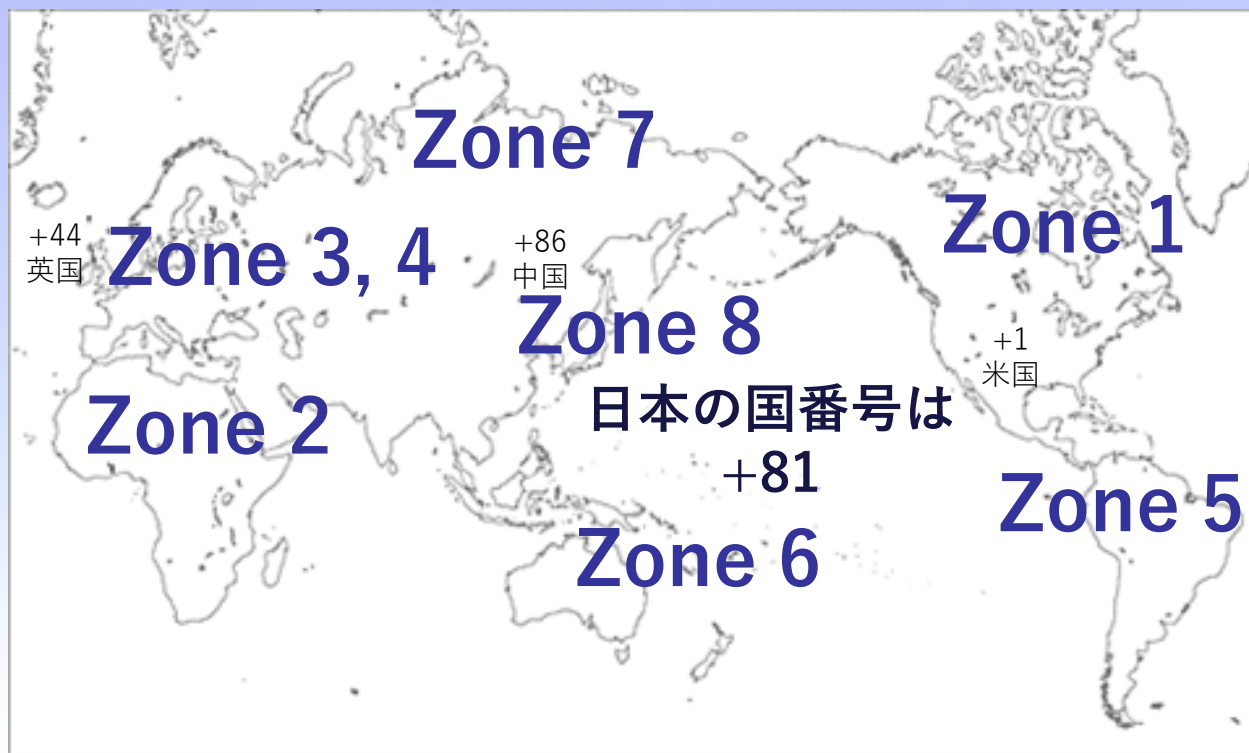 Zone 7
Zone 1
+44
英国
Zone 3, 4
+86
中国
Zone 8
+1
米国
日本の国番号は
+81
Zone 2
Zone 5
Zone 6